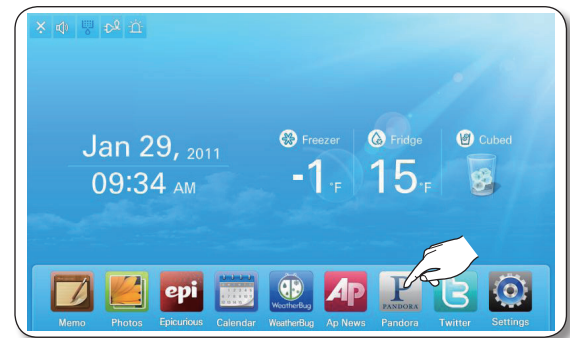 Freezer Fridge Cubed
Jan 29, 2011
-1 °F 15 °F
09:34 AM
epi WeatherBug Ap P PANDORA
Memo Photos Epicurious Calendar WeatherBug Ap News Pandora Twitter Settings